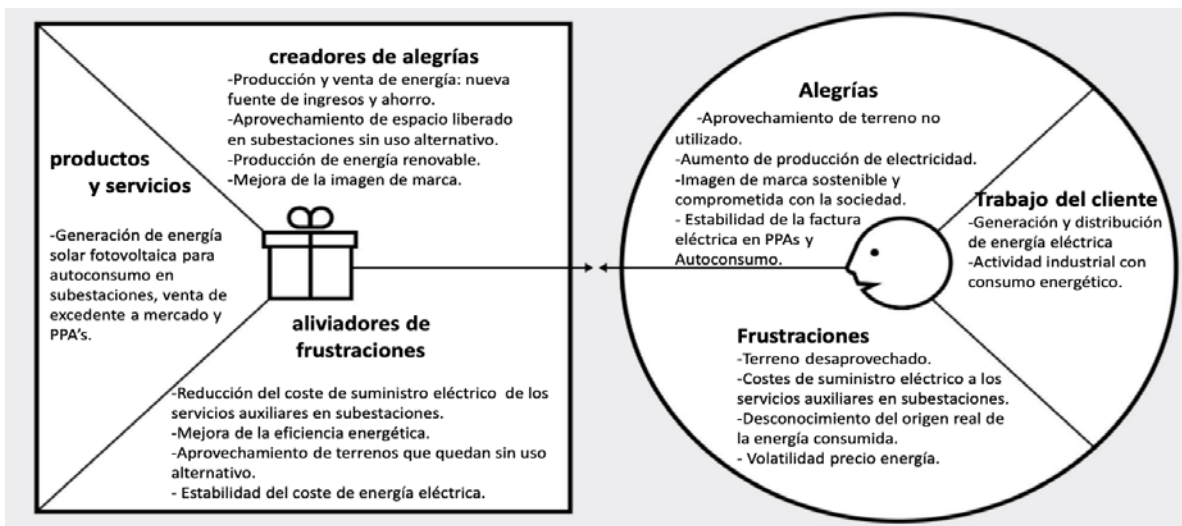 creadores de alegrías
-Producción y venta de energía: nueva
fuente de ingresos y ahorro.
-Aprovechamiento de espacio liberado
en subestaciones sin uso alternativo.
-Producción de energía renovable.
-Mejora de la imagen de marca.
productos
y servicios
-Generación de energía
solar fotovoltaica para
autoconsumo en
subestaciones, venta de
excedente a mercado y
PPA's.
aliviadores de
frustraciones
-Reducción del coste de suministro eléctrico de los
servicios auxiliares en subestaciones.
-Mejora de la eficiencia energética.
-Aprovechamiento de terrenos que quedan sin uso
alternativo.
- Estabilidad del coste de energía eléctrica.
Alegrías
-Aprovechamiento de terreno no
utilizado.
-Aumento de producción de electricidad.
-Imagen de marca sostenible y
comprometida con la sociedad.
- Estabilidad de la factura
eléctrica en PPAs y
Autoconsumo.
Trabajo del cliente
-Generación y distribución
de energía eléctrica
-Actividad industrial con
consumo energético.
Frustraciones
-Terreno desaprovechado.
-Costes de suministro eléctrico a los
servicios auxiliares en subestaciones.
-Desconocimiento del origen real de
la energía consumida.
- Volatilidad precio energía.